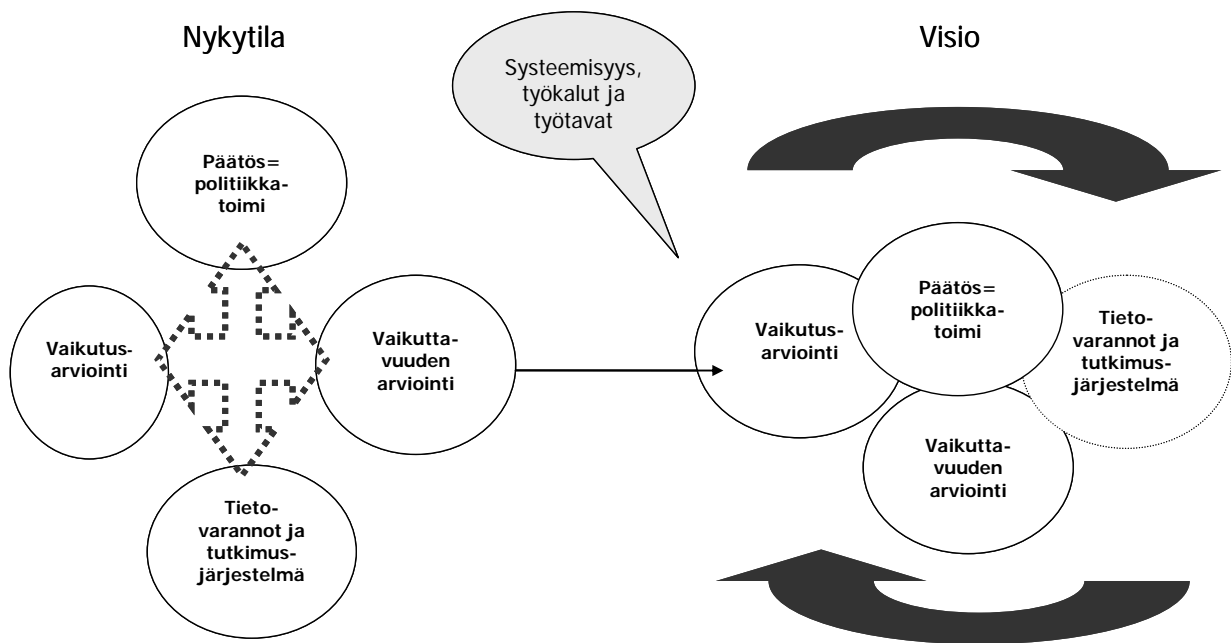 Nykytila
Päätös=
politiikka-
toimi
Vaikutus-
arviointi
Vaikutta-
vuuden
arviointi
Tieto-
varannot ja
tutkimus-
järjestelmä
Systeemisyys,
työkalut ja
työtavat
Visio
Vaikutus-
arviointi
Päätös=
politiikka-
toimi
Tieto-
varannot ja
tutkimus-
järjestelmä
Vaikutta-
vuuden
arviointi